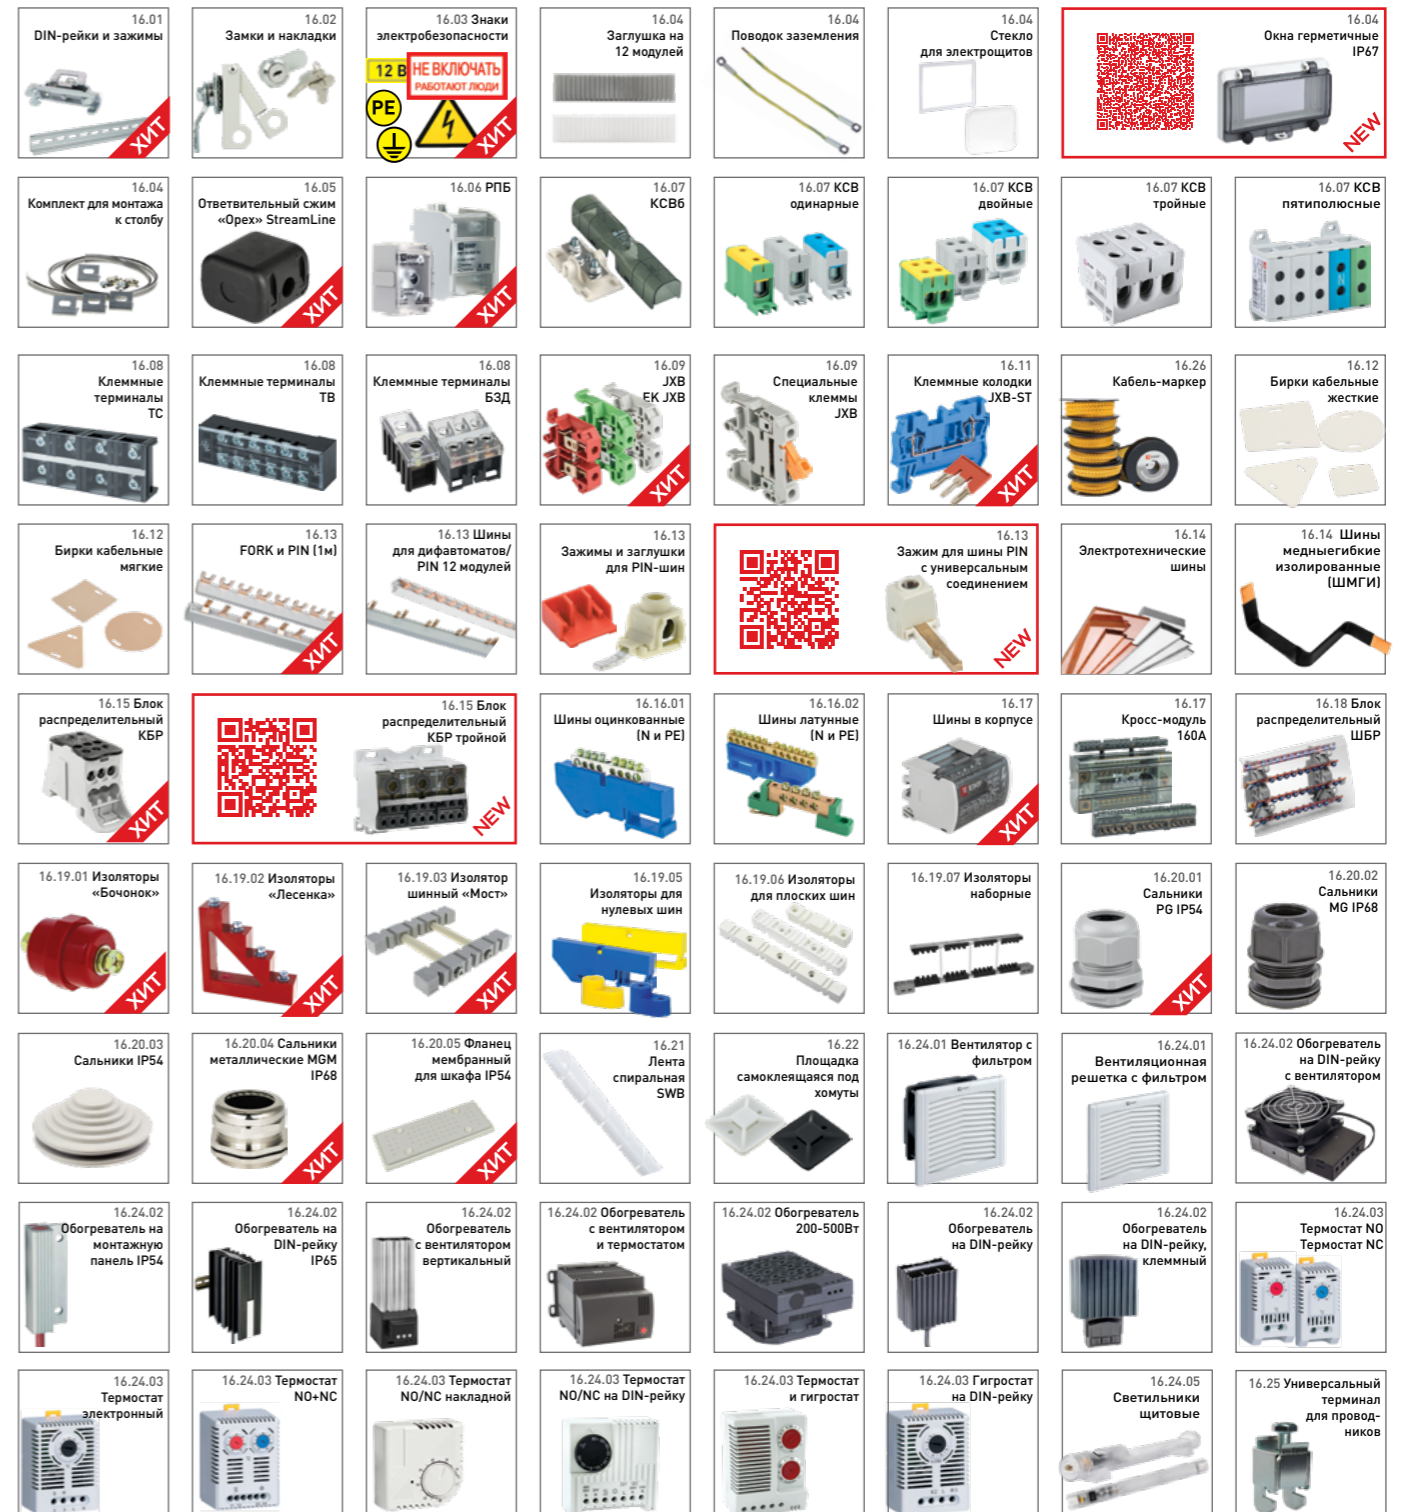 16.01
DIN-рейки и зажимы
ХИТ
16.02
Замки и накладки
16.03 Знаки
электробезопасности
12 В
НЕ ВКЛЮЧАТЬ
РАБОТАЮТ ЛЮДИ
PE
ХИТ
16.04
Заглушка на
12 модулей
16.04
Поводок заземления
16.04
Стекло
для электрощитов
16.04
Окна герметичные
IP67
NEW
16.04
Комплект для монтажа
к столбу
16.05
Ответвительный сжим
«Орех» StreamLine
ХИТ
16.06 РПБ
ХИТ
16.07
КСВ6
16.07 КСВ
одинарные
16.07 КСВ
двойные
16.07 КСВ
тройные
16.07 КСВ
пятиполюсные
16.08
Клеммные
терминалы
ТС
16.08
Клеммные терминалы
ТВ
16.08
Клеммные терминалы
БЗД
16.09
JXB
EK JXB
ХИТ
16.09
Специальные
клеммы
JXB
16.11
Клеммные колодки
JXB-ST
ХИТ
16.26
Кабель-маркер
16.12
Бирки кабельные
жесткие
16.12
Бирки кабельные
мягкие
16.13
FORK и PIN (1м)
ХИТ
16.13 Шины
для дифавтоматов/
PIN 12 модулей
16.13
Зажимы и заглушки
для PIN-шин
16.13
Зажим для шины PIN
с универсальным
соединением
NEW
16.14
Электротехнические
шины
16.14 Шины
медныегибкие
изолированные
(ШМГИ)
16.15 Блок
распределительный
КБР
ХИТ
16.15 Блок
распределительный
КБР тройной
NEW
16.16.01
Шины оцинкованные
(N и PE)
16.16.02
Шины латунные
(N и PE)
16.17
Шины в корпусе
ХИТ
16.17
Кросс-модуль
160А
16.18 Блок
распределительный
ШБР
16.19.01 Изоляторы
«Бочонок»
ХИТ
16.19.02 Изоляторы
«Лесенка»
ХИТ
16.19.03 Изолятор
шинный «Мост»
ХИТ
16.19.05
Изоляторы для
нулевых шин
16.19.06 Изоляторы
для плоских шин
16.19.07 Изоляторы
наборные
16.20.01
Сальники
PG IP54
ХИТ
16.20.02
Сальники
MG IP68
16.20.03
Сальники IP54
16.20.04 Сальники
металлические MGM
IP68
ХИТ
16.20.05 Фланец
мембранный
для шкафа IP54
ХИТ
16.21
Лента
спиральная
SWB
16.22
Площадка
самоклеящаяся под
хомуты
16.24.01 Вентилятор с
фильтром
16.24.01
Вентиляционная
решетка с фильтром
16.24.02 Обогреватель
на DIN-рейку
с вентилятором
16.24.02
Обогреватель на
монтажную
панель IP54
16.24.02
Обогреватель на
DIN-рейку
IP65
16.24.02
Обогреватель
с вентилятором
вертикальный
16.24.02 Обогреватель
с вентилятором
и термостатом
16.24.02 Обогреватель
200-500Вт
16.24.02
Обогреватель
на DIN-рейку
16.24.02
Обогреватель
на DIN-рейку,
клеммный
16.24.03
Термостат NO
Термостат NC
16.24.03
Термостат
электронный
16.24.03 Термостат
NO+NC
16.24.03 Термостат
NO/NC накладной
16.24.03 Термостат
NO/NC на DIN-рейку
16.24.03 Термостат
и гигростат
16.24.03 Гигростат
на DIN-рейку
16.24.05
Светильники
щитовые
16.25 Универсальный
терминал
для провод-
ников